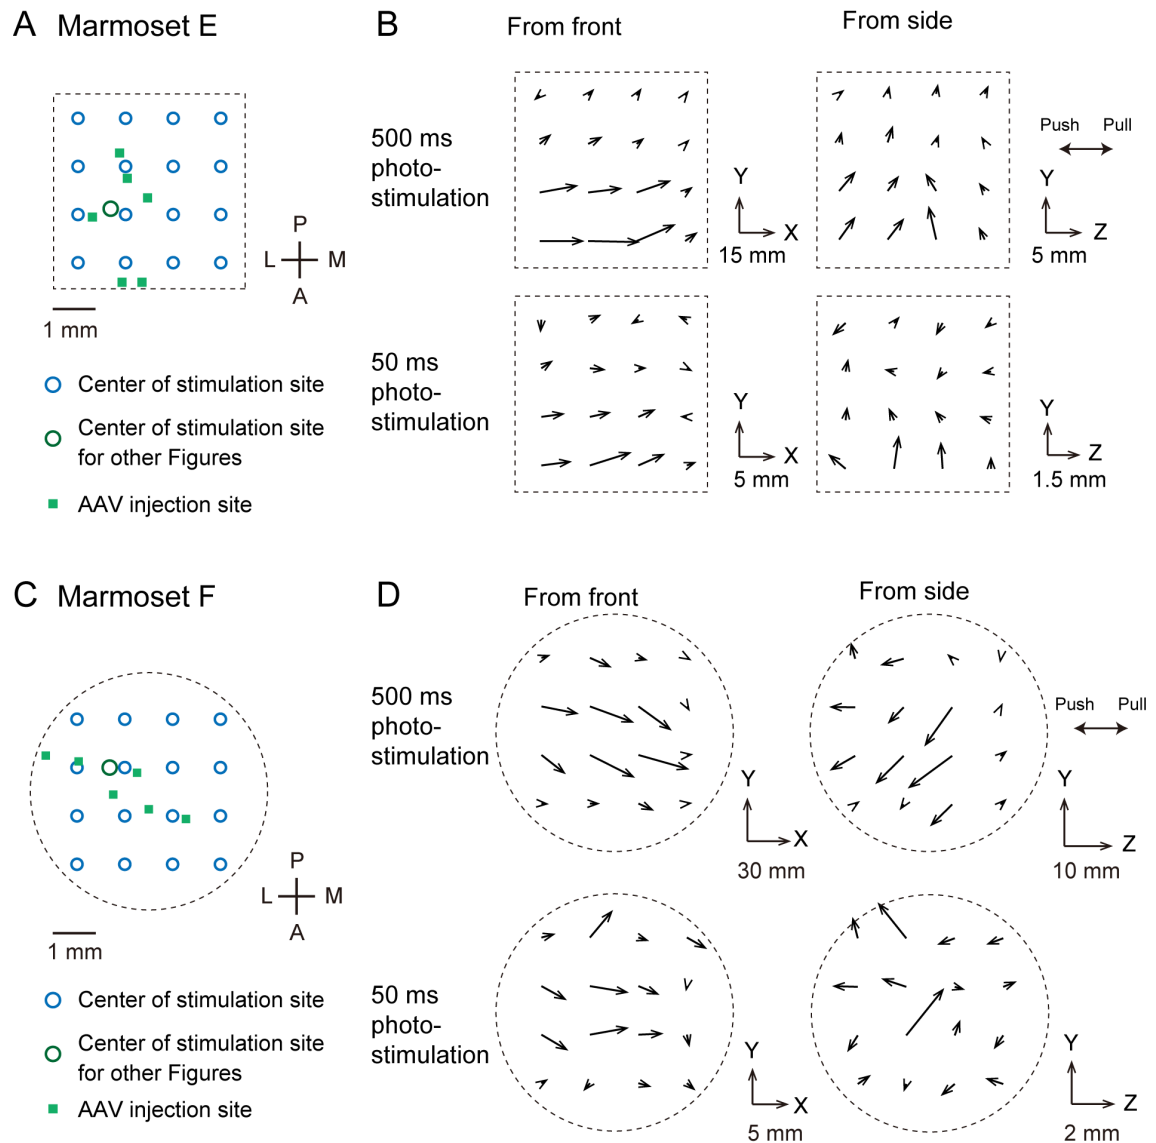 A Marmoset E
P
L M
A
1 mm
Center of stimulation site
Center of stimulation site
for other Figures
AAV injection site
B
From front
From side
500 ms
photo-
stimulation
Y
X
15 mm
Push Pull
Y
Z
5 mm
50 ms
photo-
stimulation
Y
X
5 mm
Y
Z
1.5 mm
C Marmoset F
P
L M
A
1 mm
Center of stimulation site
Center of stimulation site
for other Figures
AAV injection site
D
From front
From side
500 ms
photo-
stimulation
Y
X
30 mm
Push Pull
Y
Z
10 mm
50 ms
photo-
stimulation
Y
X
5 mm
Y
Z
2 mm